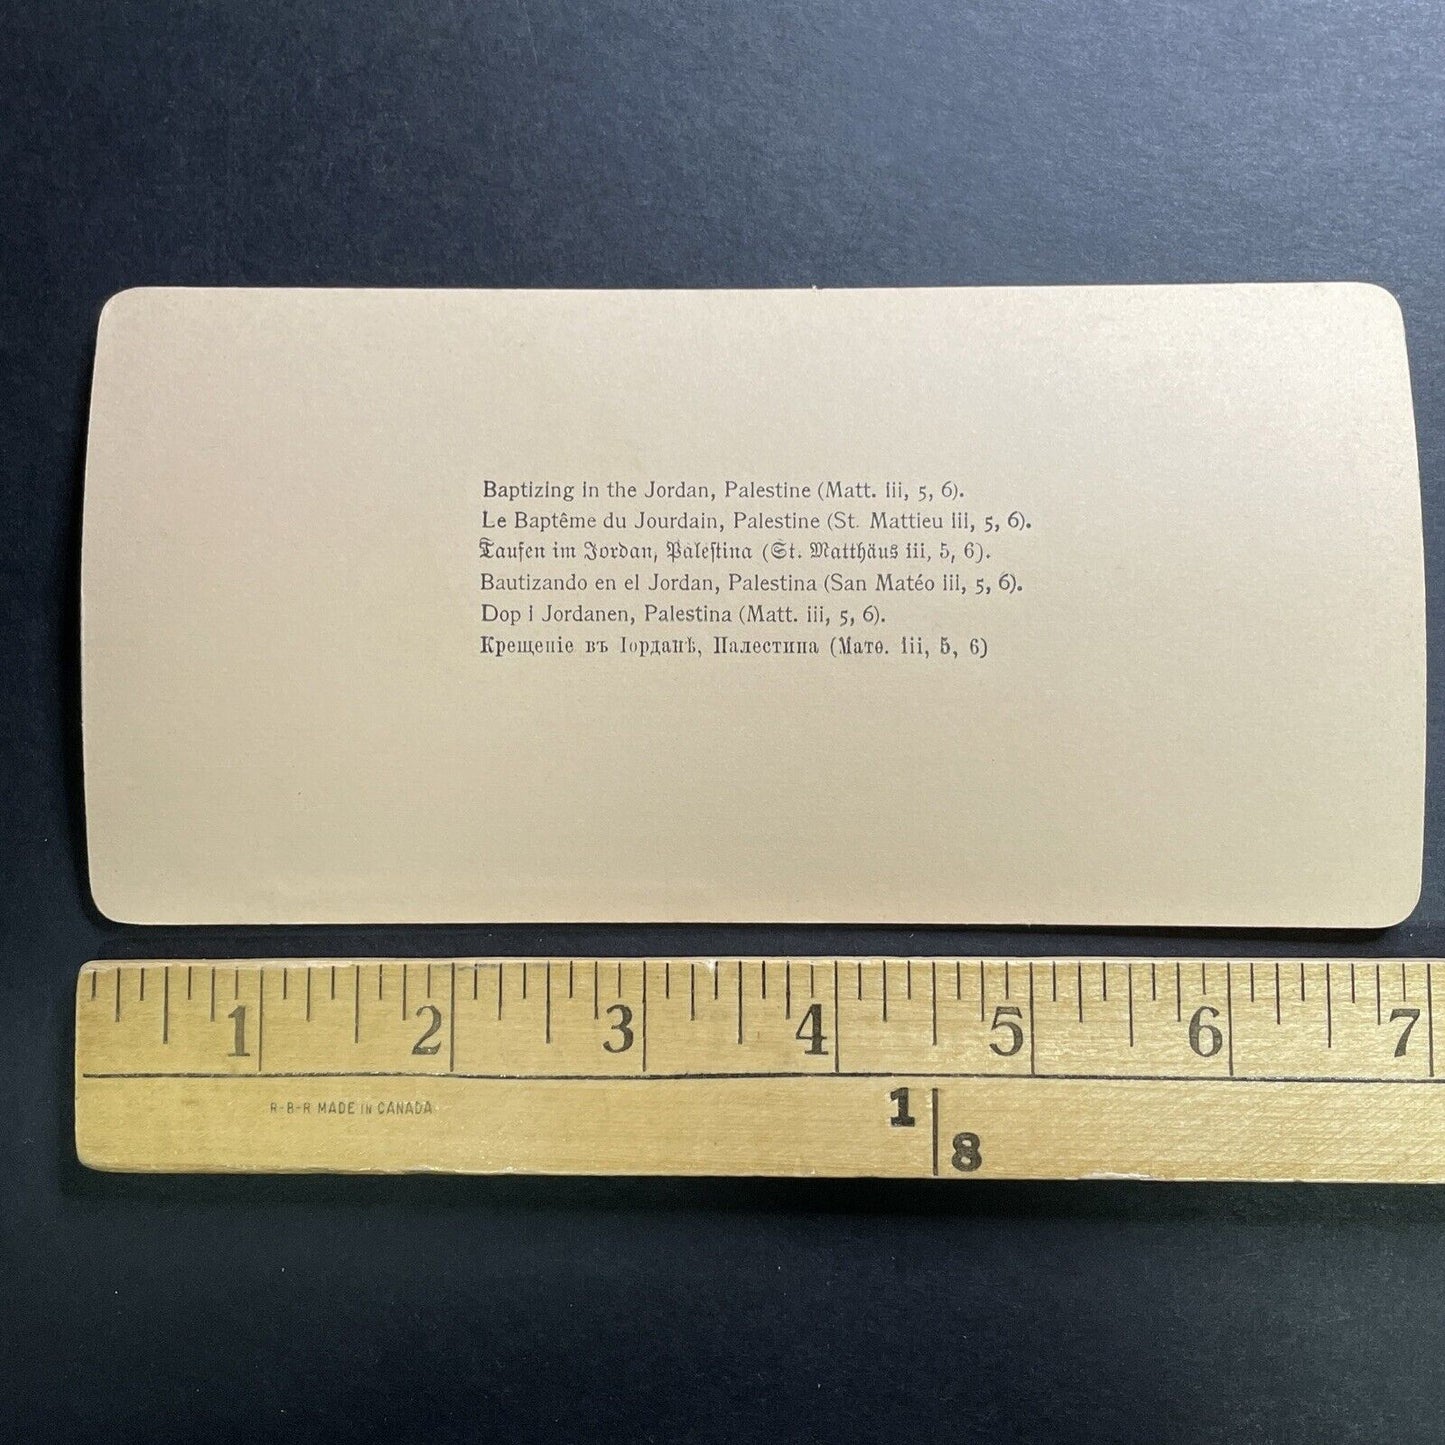 Baptizing in the Jordan, Palestine (Matt. iii, 5, 6).
Le Baptême du Jourdain, Palestine (St. Mattieu iii, 5, 6).
Taufen im Jordan, Palestina (St. Matthäus iii, 5, 6).
Bautizando en el Jordan, Palestina (San Matéo iii, 5, 6).
Dop i Jordanen, Palestina (Matt. iii, 5, 6).
Крещеніе въ Іорданѣ, Палестина (Матѳ. iii, 5, 6)
1 2 3 4 5 6 7
R-B-R MADE IN CANADA
1 8